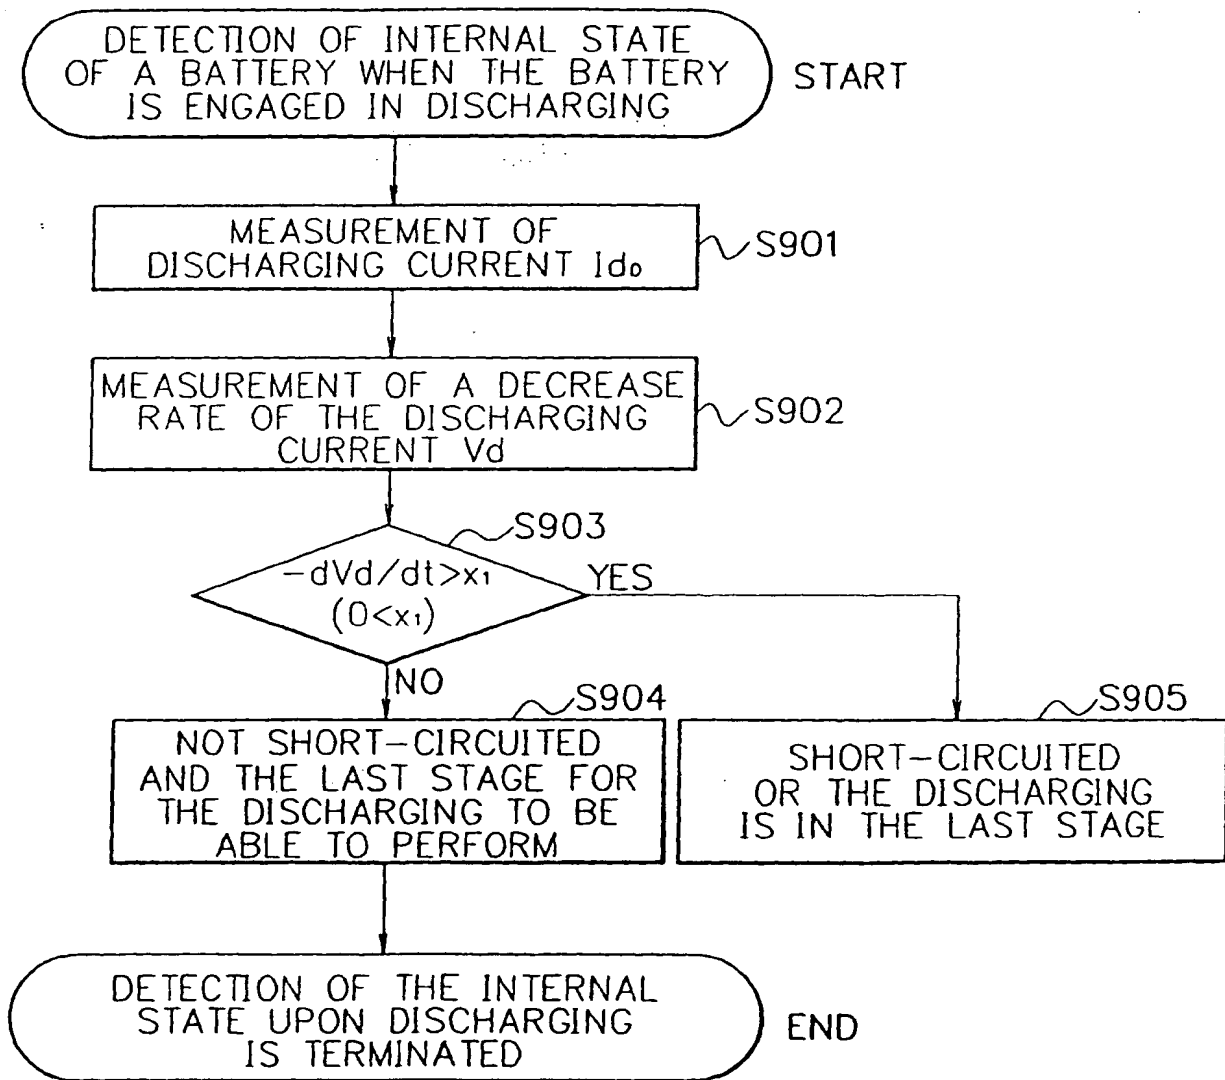 DETECTION OF INTERNAL STATE
OF A BATTERY WHEN THE BATTERY
IS ENGAGED IN DISCHARGING
START
MEASUREMENT OF
DISCHARGING CURRENT Id₀
S901
MEASUREMENT OF A DECREASE
RATE OF THE DISCHARGING
CURRENT Vd
S902
S903
-dVd/dt>x₁
(0<x₁)
YES
NO
S904
NOT SHORT-CIRCUITED
AND THE LAST STAGE FOR
THE DISCHARGING TO BE
ABLE TO PERFORM
S905
SHORT-CIRCUITED
OR THE DISCHARGING
IS IN THE LAST STAGE
DETECTION OF THE INTERNAL
STATE UPON DISCHARGING
IS TERMINATED
END